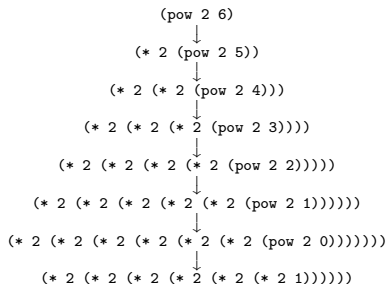 (pow 2 6)
(* 2 (pow 2 5))
(* 2 (* 2 (pow 2 4)))
(* 2 (* 2 (* 2 (pow 2 3))))
(* 2 (* 2 (* 2 (* 2 (pow 2 2)))))
(* 2 (* 2 (* 2 (* 2 (* 2 (pow 2 1))))))
(* 2 (* 2 (* 2 (* 2 (* 2 (* 2 (pow 2 0)))))))
(* 2 (* 2 (* 2 (* 2 (* 2 (* 2 1))))))